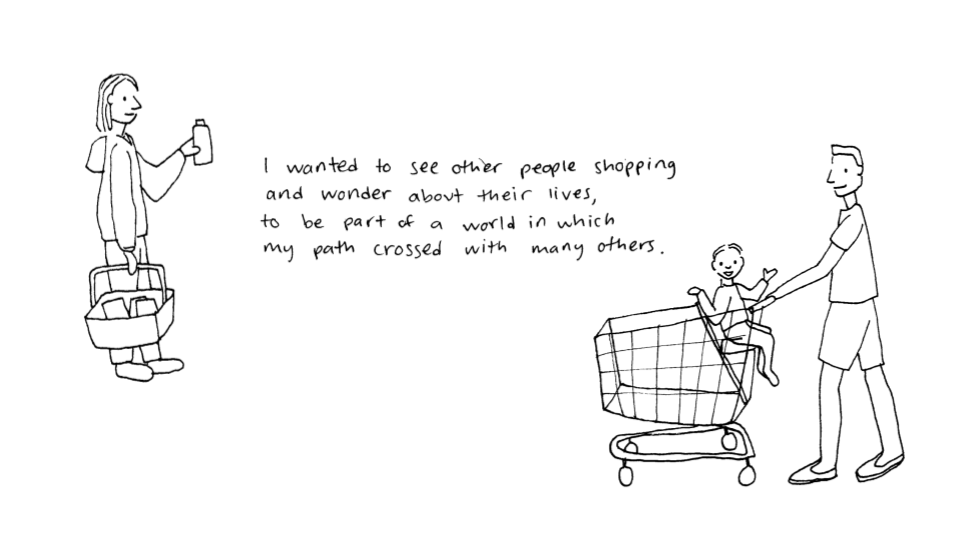 I wanted to see other people shopping
and wonder about their lives,
to be part of a world in which
my path crossed with many others.